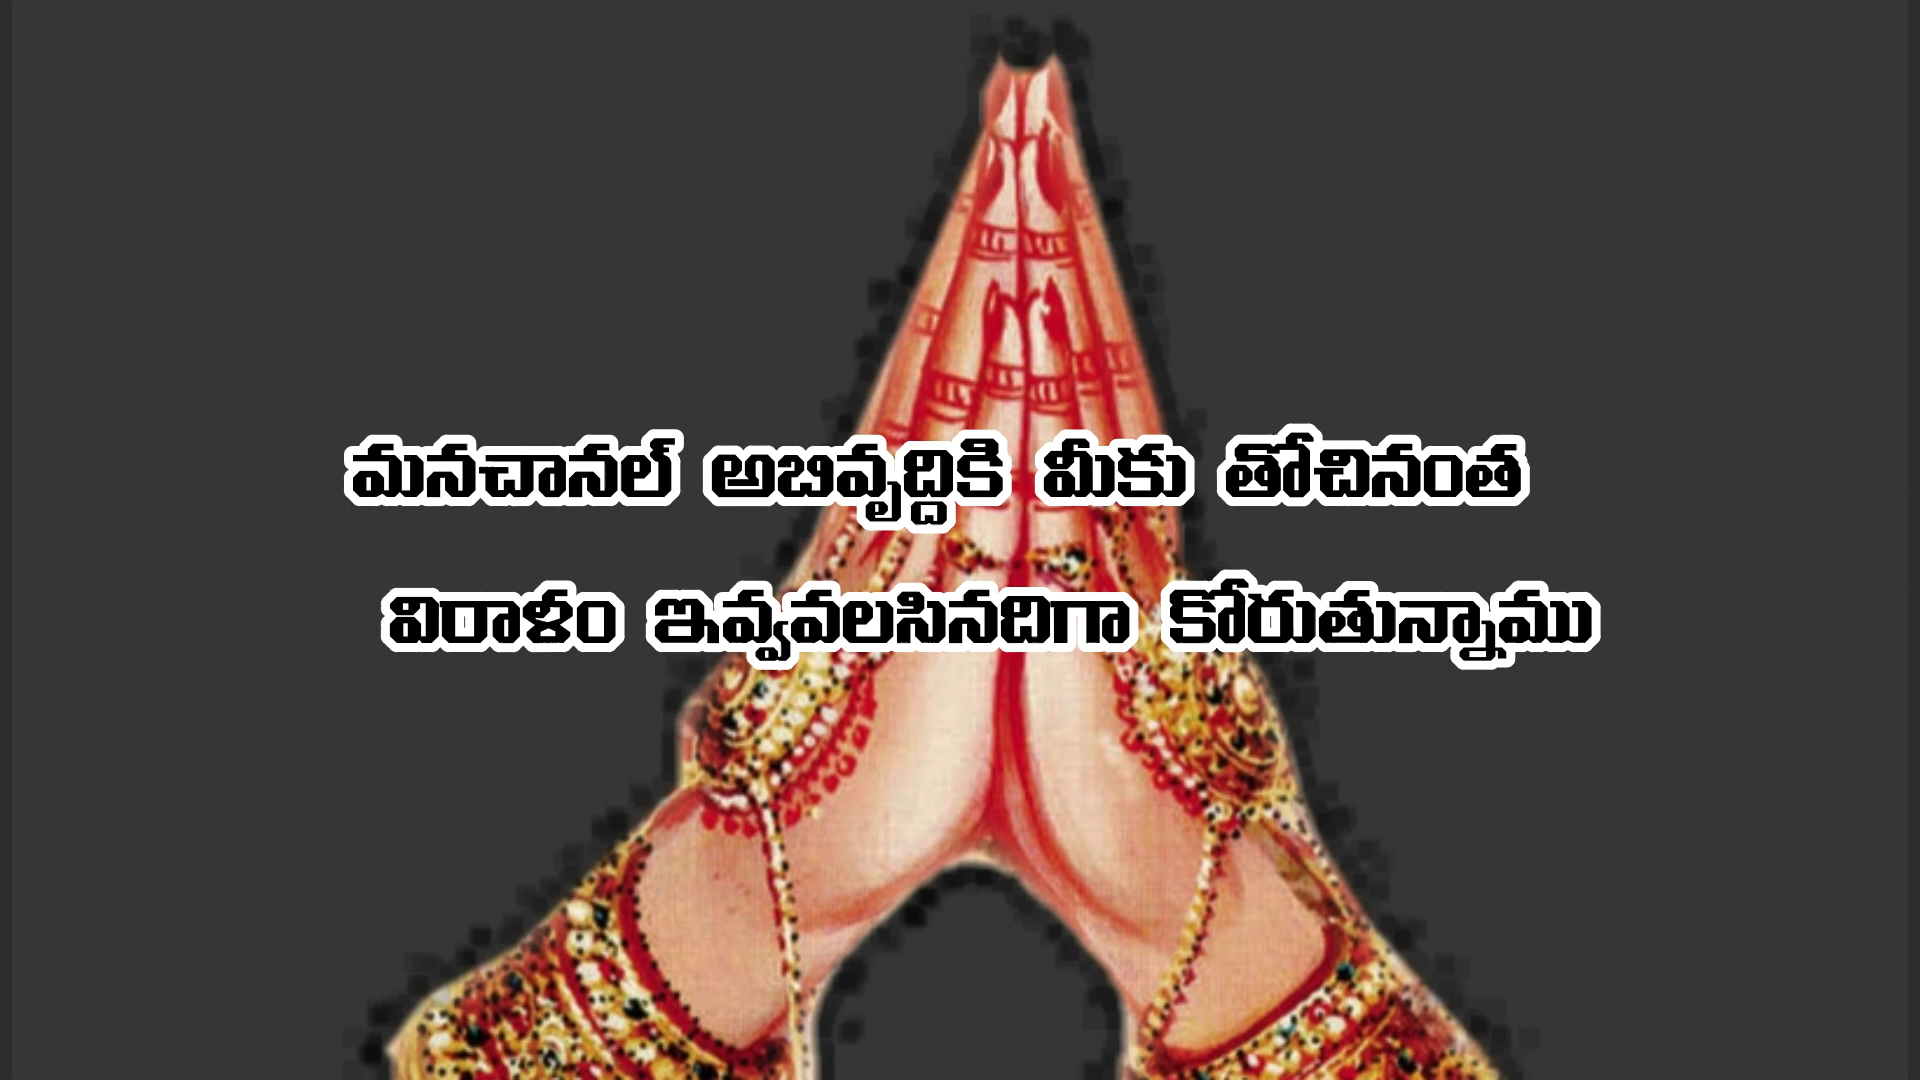 మనచానల్ అబివృద్దికి మీకు తోచినంత
విరాళం ఇవ్వవలసినదిగా కోరుతున్నాము